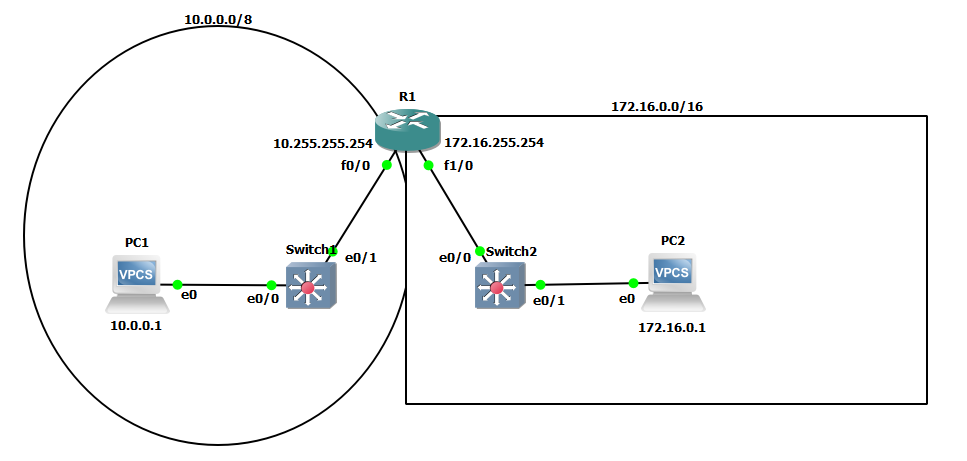 10.0.0.0/8
R1
172.16.0.0/16
10.255.255.254
172.16.255.254
f0/0
f1/0
PC1
Switch1
e0/1
e0/0
Switch2
PC2
VPCS
VPCS
e0
e0/0
e0/1
e0
10.0.0.1
172.16.0.1